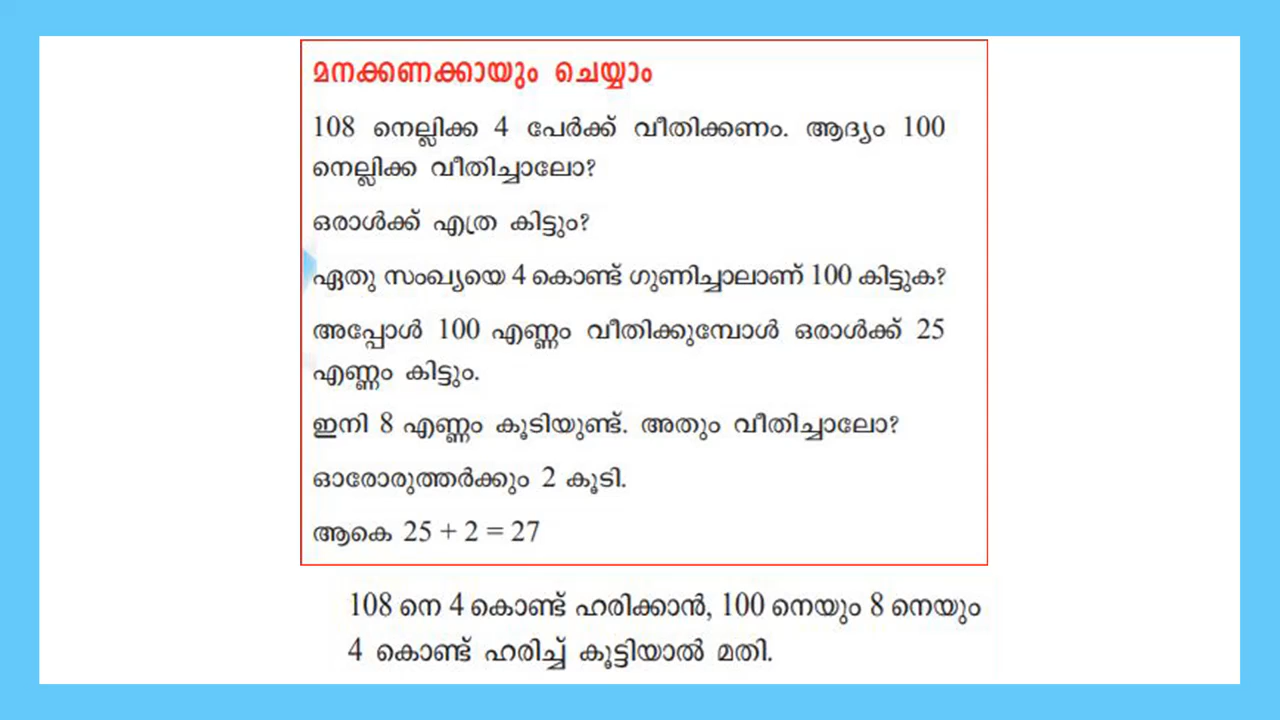 മനക്കണക്കായും ചെയ്യാം
108 നെല്ലിക്ക 4 പേർക്ക് വീതിക്കണം. ആദ്യം 100
നെല്ലിക്ക വീതിച്ചാലോ?
ഒരാൾക്ക് എത്ര കിട്ടും?
ഏതു സംഖ്യയെ 4 കൊണ്ട് ഗുണിച്ചാലാണ് 100 കിട്ടുക?
അപ്പോൾ 100 എണ്ണം വീതിക്കുമ്പോൾ ഒരാൾക്ക് 25
എണ്ണം കിട്ടും.
ഇനി 8 എണ്ണം കൂടിയുണ്ട്. അതും വീതിച്ചാലോ?
ഓരോരുത്തർക്കും 2 കൂടി.
ആകെ 25 + 2 = 27
108 നെ 4 കൊണ്ട് ഹരിക്കാൻ, 100 നെയും 8 നെയും
4 കൊണ്ട് ഹരിച്ച് കൂട്ടിയാൽ മതി.